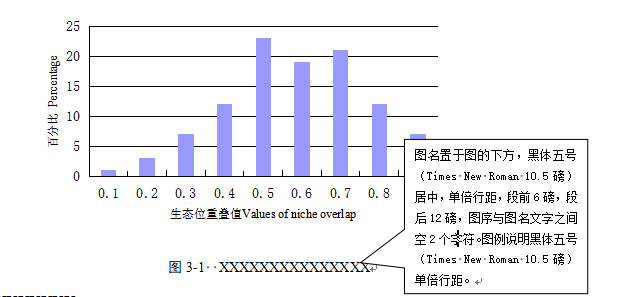 25
20
15
10
5
0
百分比 Percentage
0.1 0.2 0.3 0.4 0.5 0.6 0.7 0.8
生态位重叠值Values of niche overlap
图 3-1··XXXXXXXXXXXXXXX↵
图名置于图的下方，黑体五号
（Times·New·Roman·10.5 磅）
居中，单倍行距，段前 6 磅，段
后 12 磅，图序与图名文字之间
空 2 个字符。图例说明黑体五号
（Times·New·Roman·10.5 磅）
单倍行距。↵